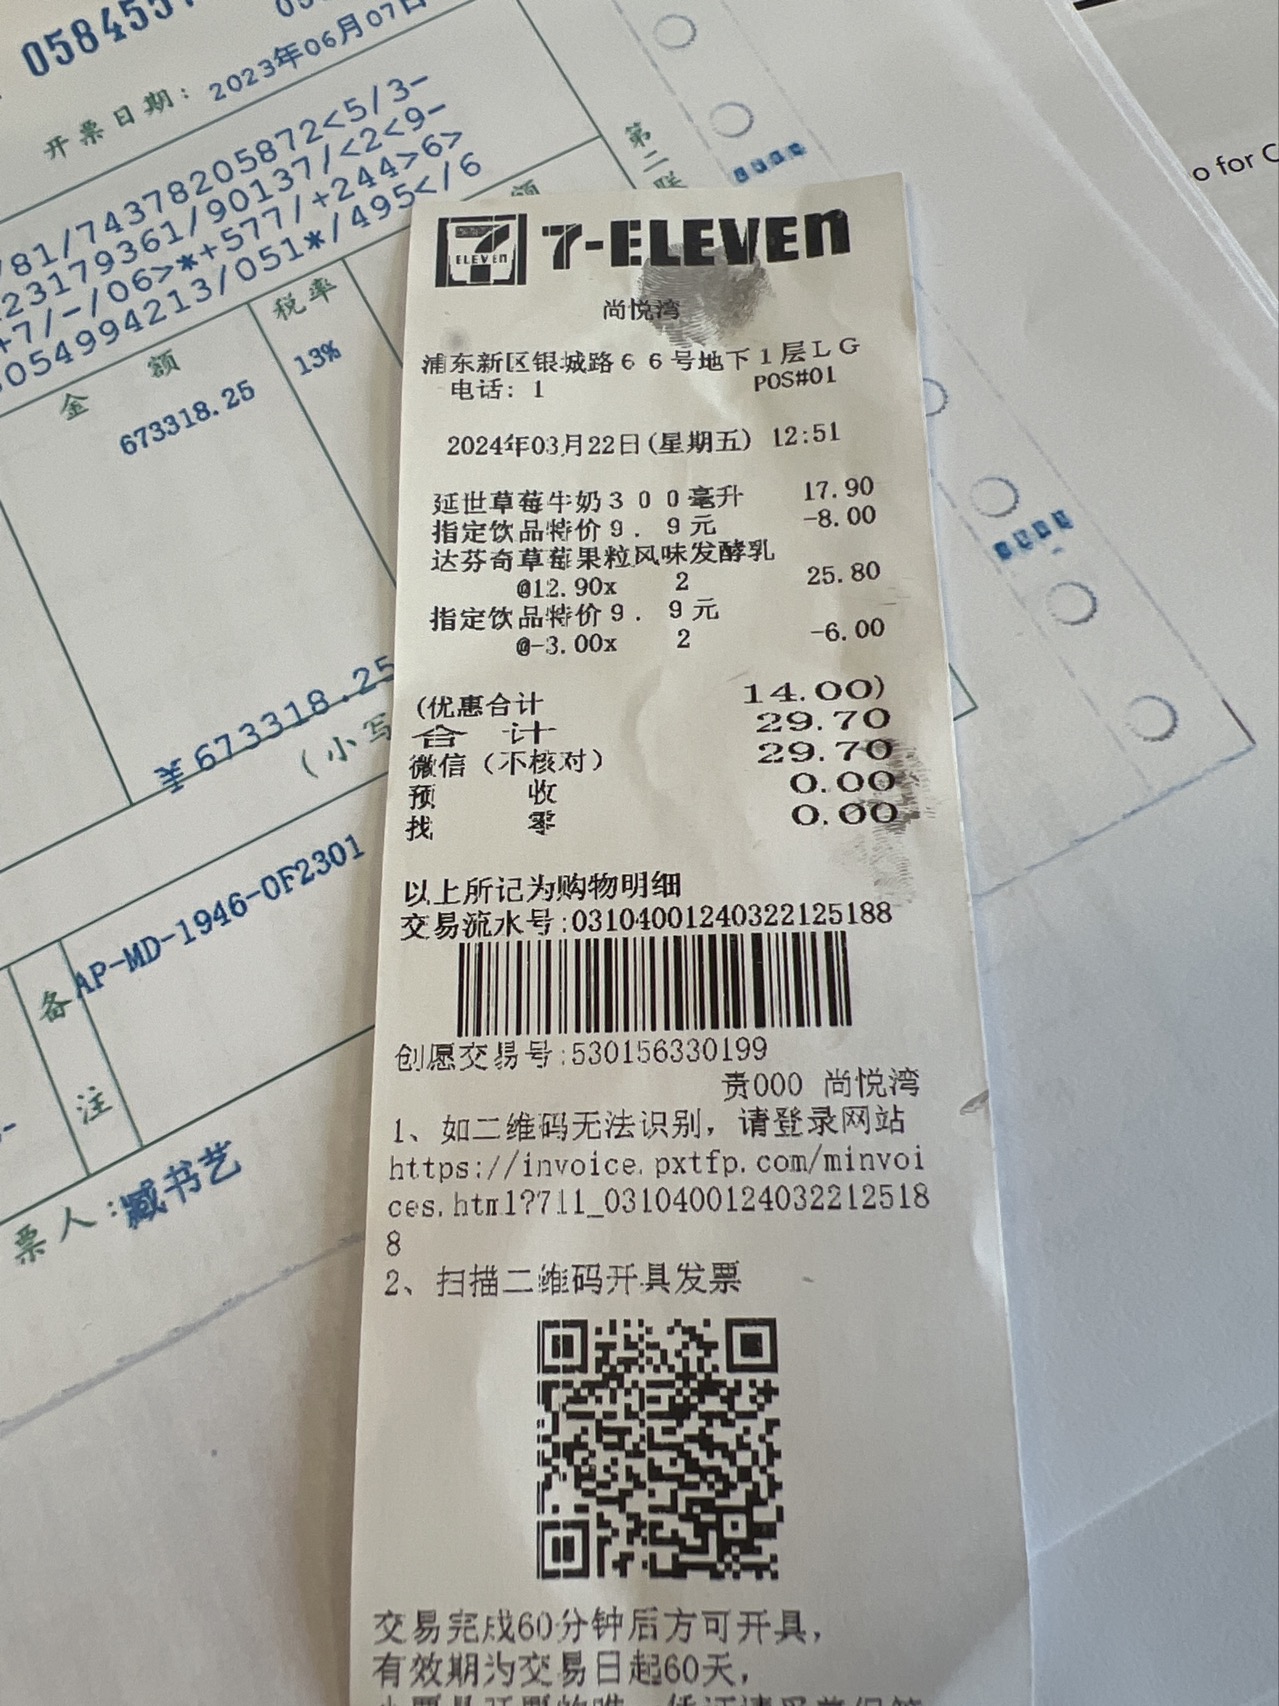 开票日期：2023年06月07日
81/74378205872<5/3-
23179361/90137/<2<9-
+7/-/06>*+577/+244>6>
054994213/051*/495</6
第二联
金 额
税率
额
673318.25
13%
¥673318.25
(小写
备注
AP-MD-1946-OF2301
票人:臧书艺
o for C
7-ELEVEN
7-ELEVEN
尚悦湾
浦东新区银城路66号地下1层LG
电话: 1 POS#01
2024年03月22日(星期五) 12:51
延世草莓牛奶300毫升 17.90
指定饮品特价9. 9元 -8.00
达芬奇草莓果粒风味发酵乳
@12.90x 2 25.80
指定饮品特价9. 9元
@-3.00x 2 -6.00
(优惠合计 14.00)
合 计 29.70
微信（不核对） 29.70
预 收 0.00
找 零 0.00
以上所记为购物明细
交易流水号:03104001240322125188
创愿交易号:530156330199
责000 尚悦湾
1、如二维码无法识别，请登录网站
https://invoice.pxtfp.com/minvoi
ces.html?711_0310400124032212518
8
2、扫描二维码开具发票
交易完成60分钟后方可开具，
有效期为交易日起60天，